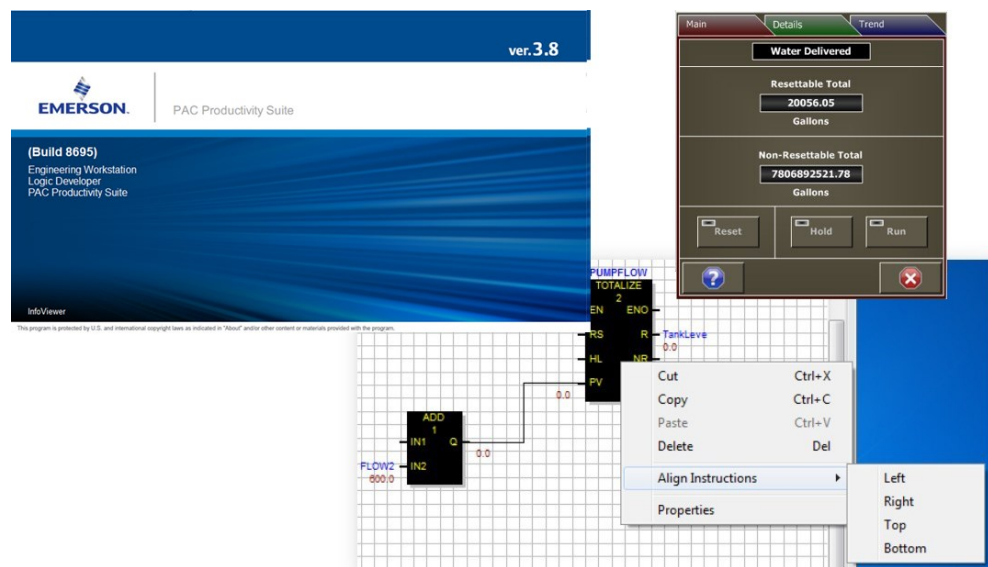 ver.3.8
EMERSON.
PAC Productivity Suite
(Build 8695)
Engineering Workstation
Logic Developer
PAC Productivity Suite
InfoViewer
This program is protected by U.S. and international copyright laws as indicated in "About" and/or other content or materials provided with the program.
Main Details Trend
Water Delivered
Resettable Total
20056.05
Gallons
Non-Resettable Total
7806892521.78
Gallons
Reset Hold Run
?
PUMPFLOW
TOTALIZE
2
EN ENO
RS R TankLeve
0.0
HL NR
PV
0.0
ADD
1
IN1 Q
0.0
FLOW2 IN2
600.0
Cut Ctrl+X
Copy Ctrl+C
Paste Ctrl+V
Delete Del
Align Instructions
Properties
Left
Right
Top
Bottom